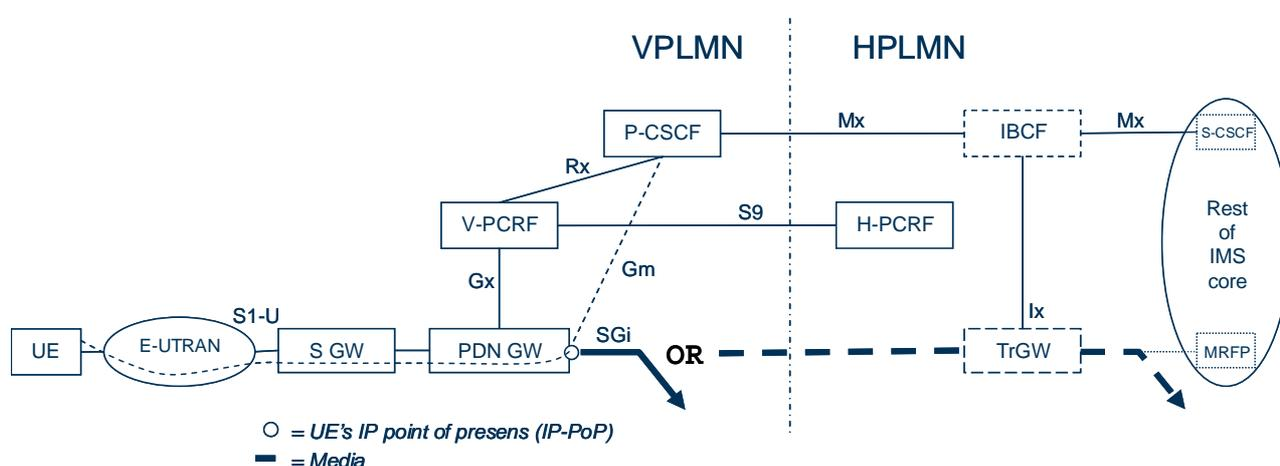 VPLMN
HPLMN
P-CSCF
Mx
IBCF
Mx
S-CSCF
Rx
V-PCRF
S9
H-PCRF
Rest
of
IMS
core
Gm
Gx
S1-U
Ix
UE
E-UTRAN
S GW
PDN GW
SGi
OR
TrGW
MRFP
= UE's IP point of presens (IP-PoP)
= Media